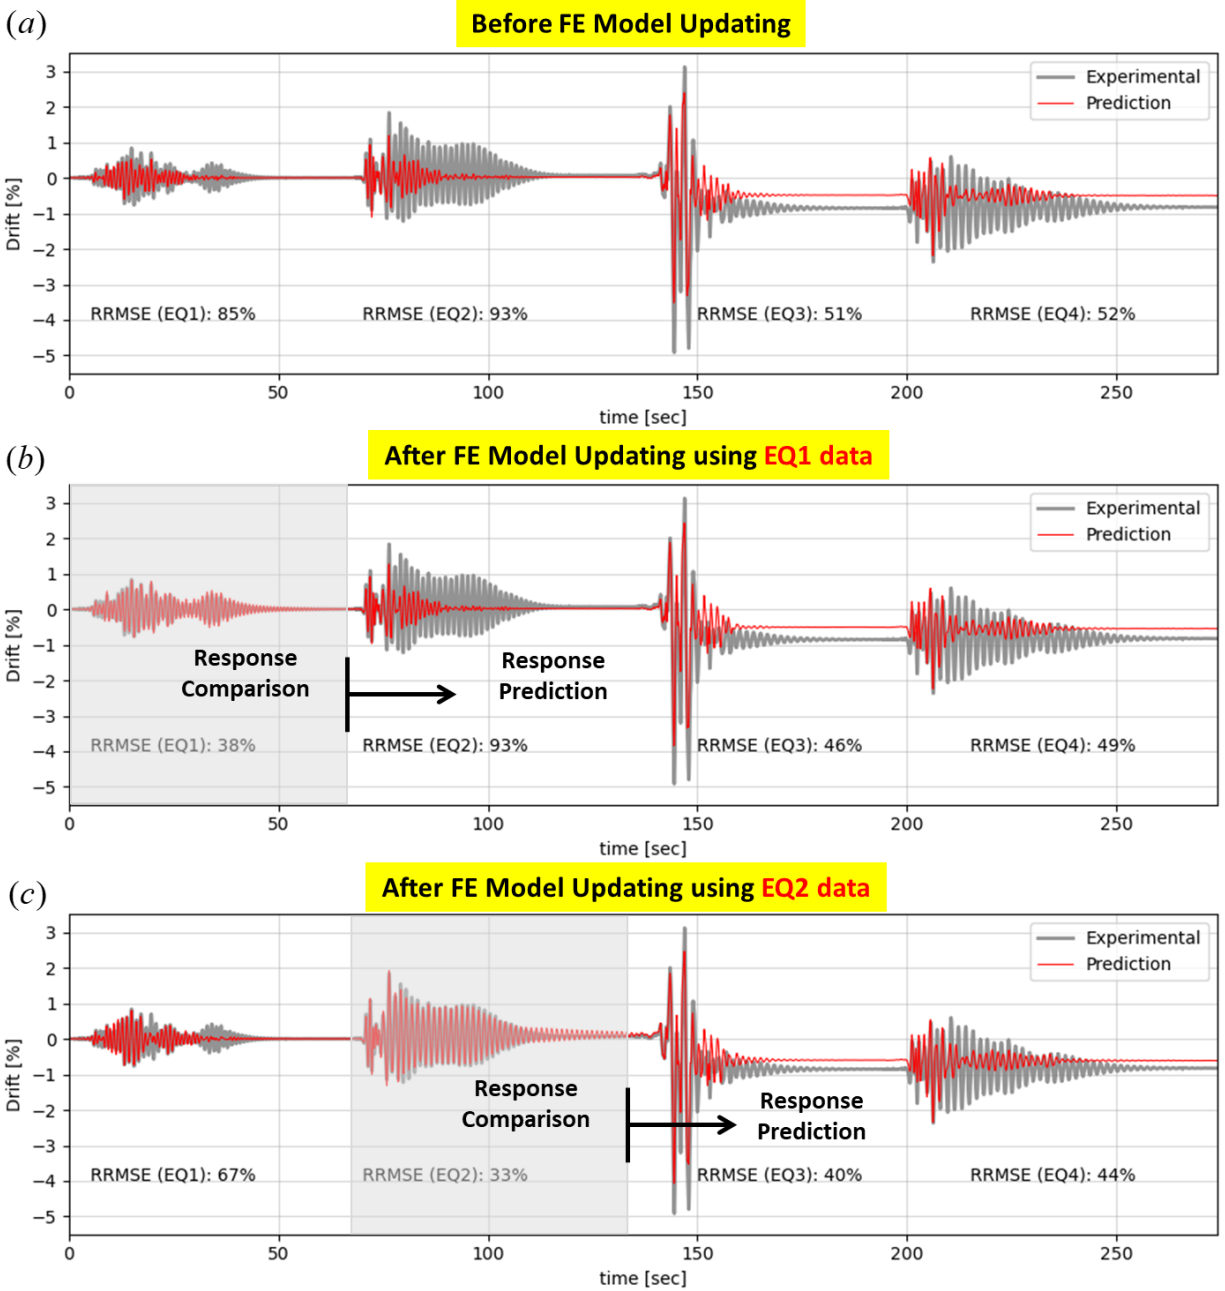 (a)
Before FE Model Updating
Experimental
Prediction
3
2
1
0
−1
−2
−3
−4
−5
Drift [%]
RRMSE (EQ1): 85%
RRMSE (EQ2): 93%
RRMSE (EQ3): 51%
RRMSE (EQ4): 52%
0
50
100
150
200
250
time [sec]
(b)
After FE Model Updating using EQ1 data
Experimental
Prediction
3
2
1
0
−1
−2
−3
−4
−5
Drift [%]
Response
Comparison
Response
Prediction
RRMSE (EQ1): 38%
RRMSE (EQ2): 93%
RRMSE (EQ3): 46%
RRMSE (EQ4): 49%
0
50
100
150
200
250
time [sec]
(c)
After FE Model Updating using EQ2 data
Experimental
Prediction
3
2
1
0
−1
−2
−3
−4
−5
Drift [%]
Response
Comparison
Response
Prediction
RRMSE (EQ1): 67%
RRMSE (EQ2): 33%
RRMSE (EQ3): 40%
RRMSE (EQ4): 44%
0
50
100
150
200
250
time [sec]